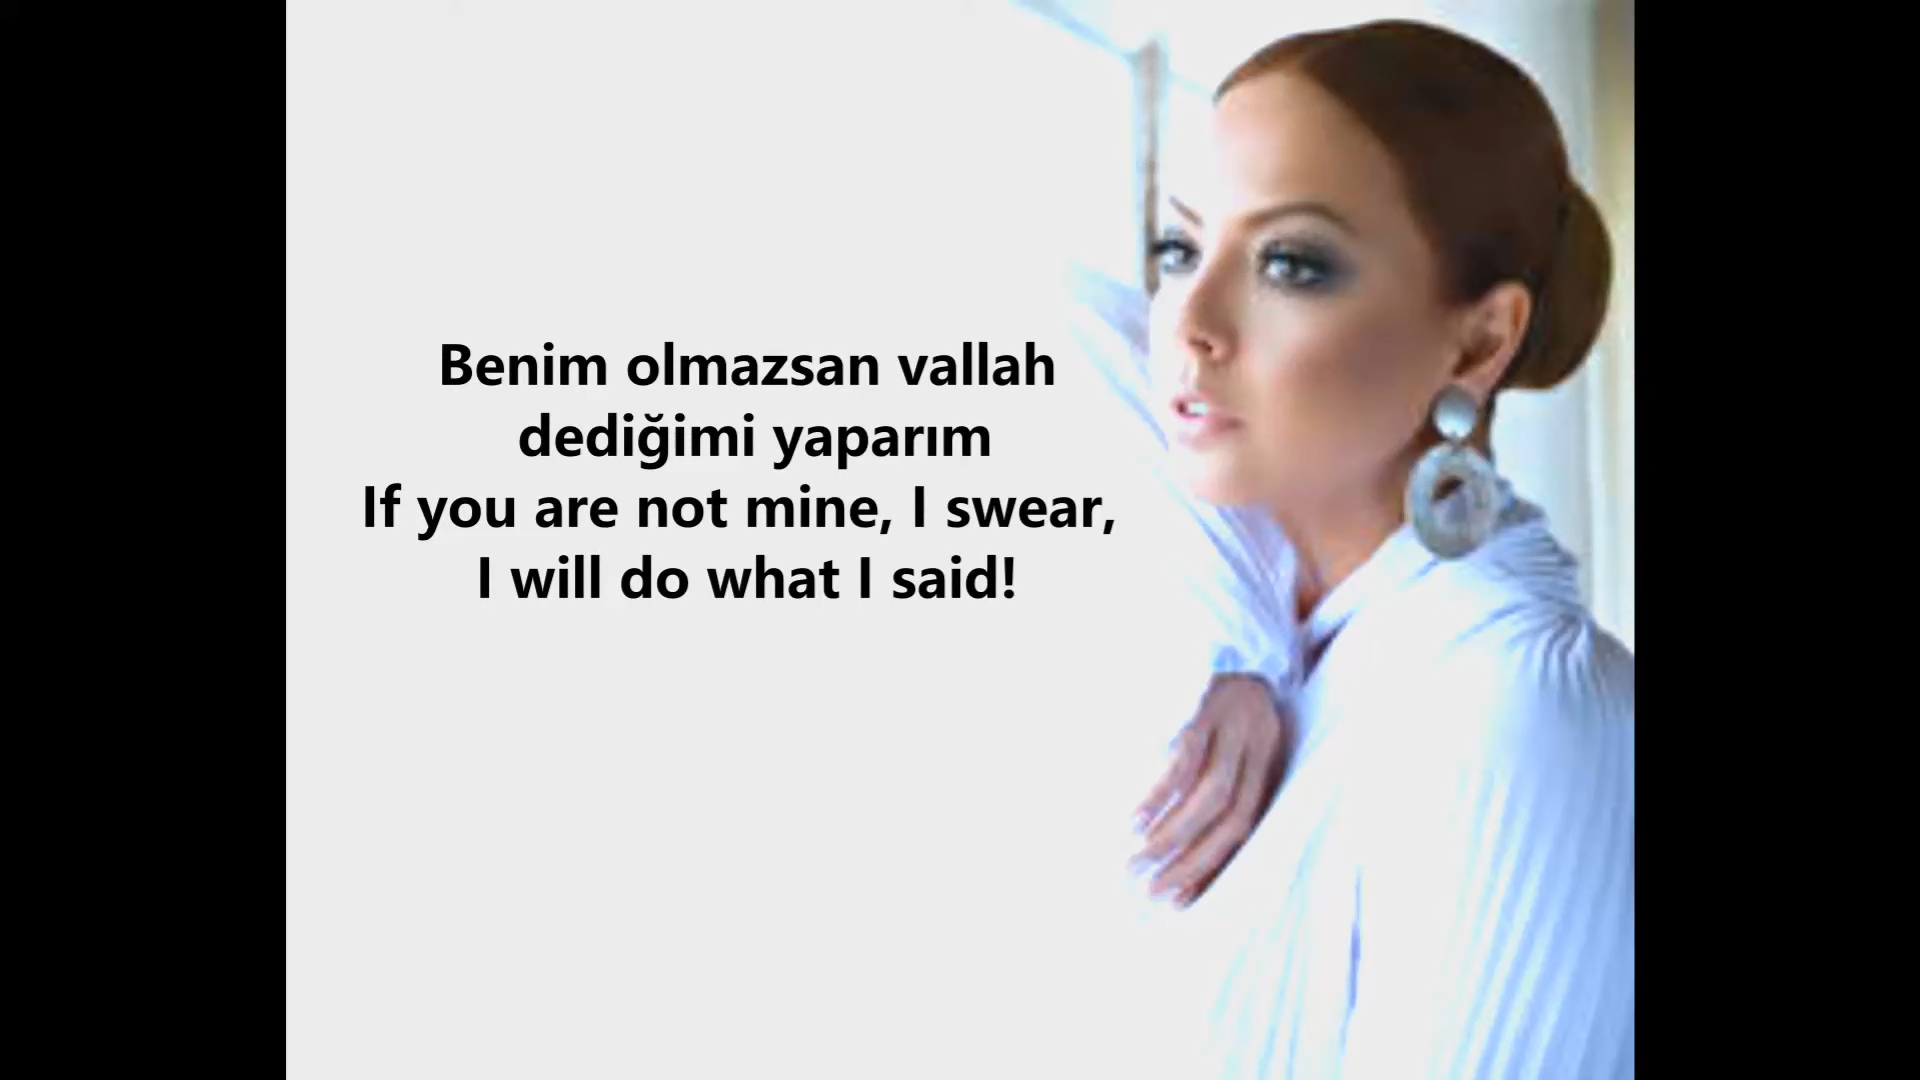 Benim olmazsan vallah
dediğimi yaparım
If you are not mine, I swear,
I will do what I said!